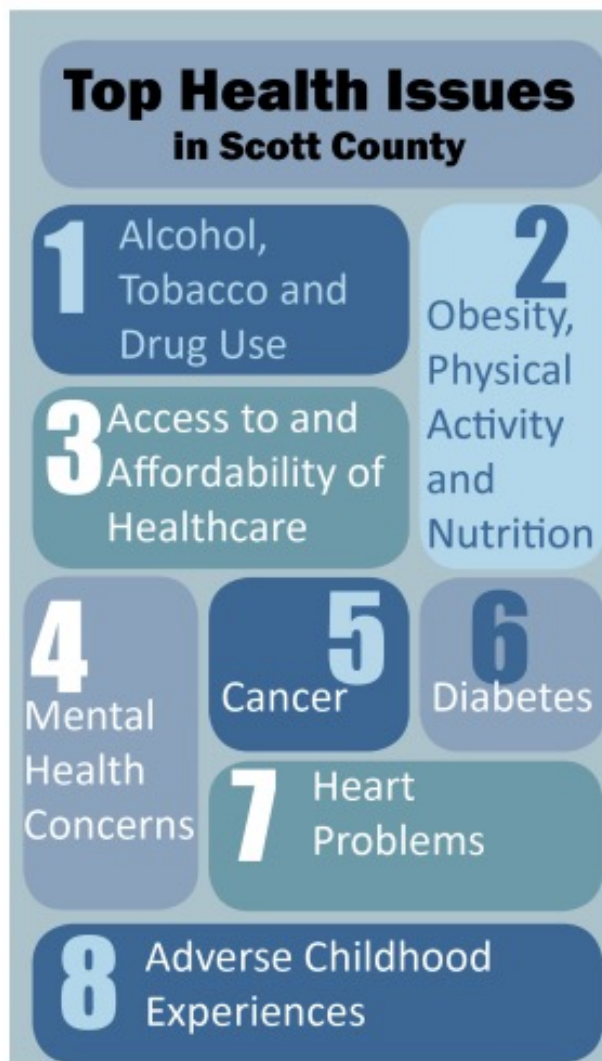 Top Health Issues
in Scott County
1
Alcohol,
Tobacco and
Drug Use
2
Obesity,
Physical
Activity
and
Nutrition
3
Access to and
Affordability of
Healthcare
4
Mental
Health
Concerns
5
Cancer
6
Diabetes
7
Heart
Problems
8
Adverse Childhood
Experiences